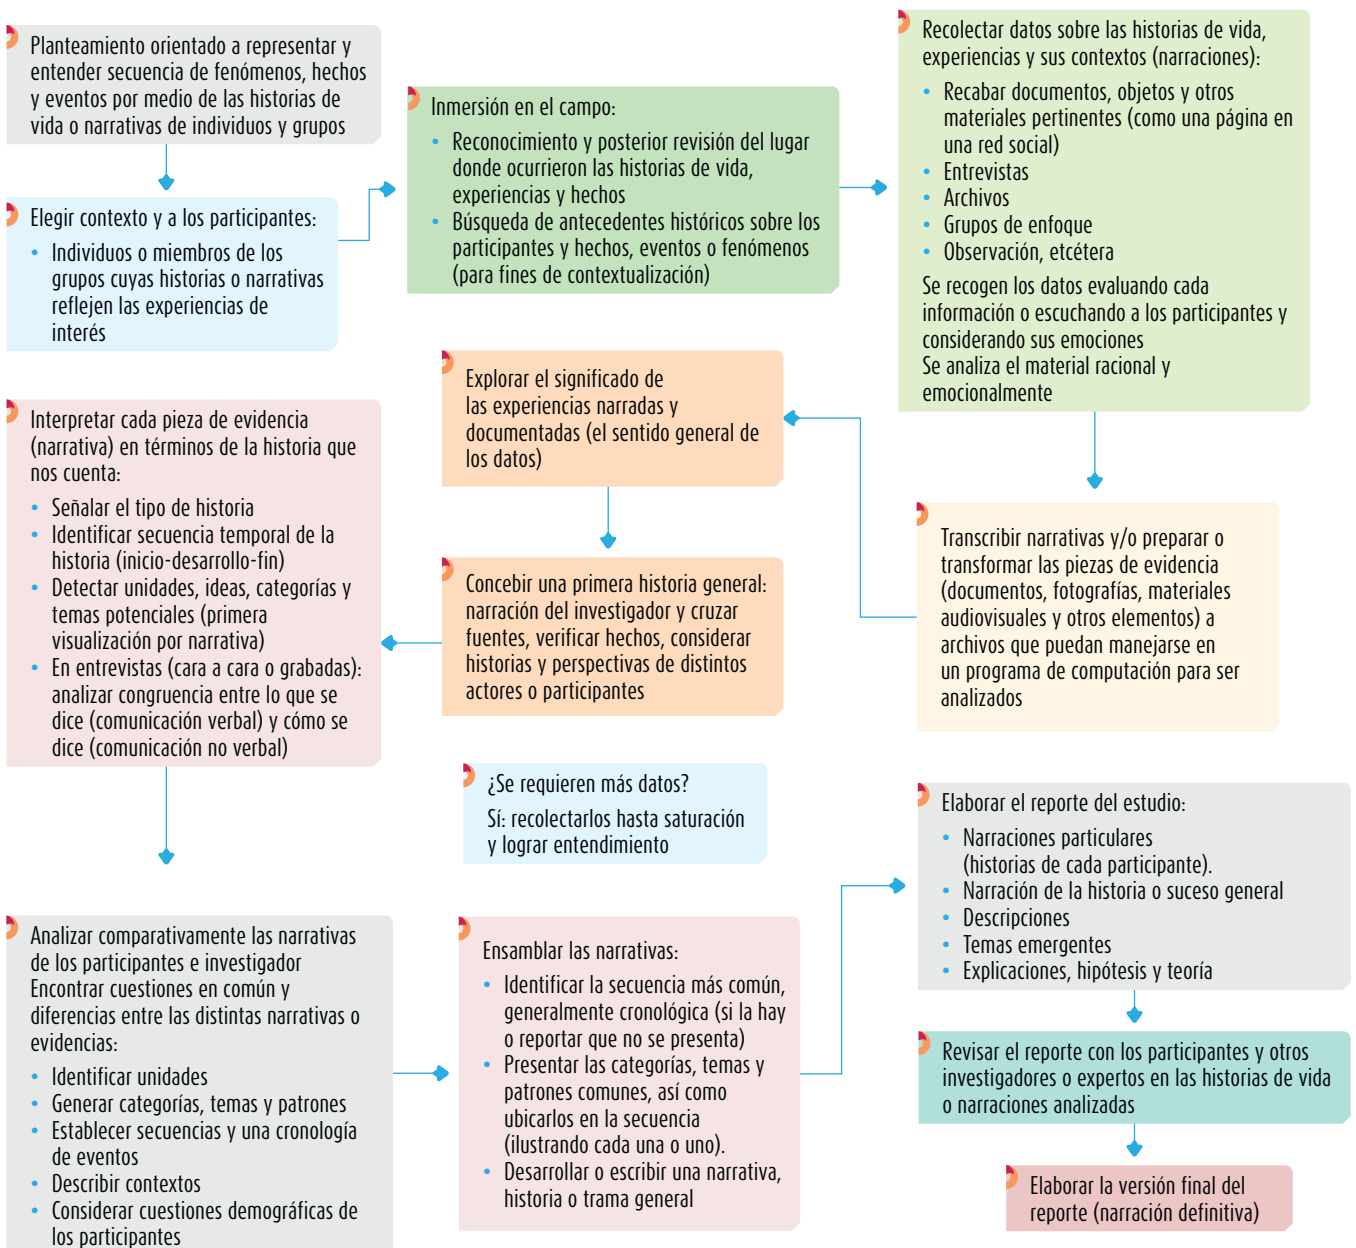 Planteamiento orientado a representar y
entender secuencia de fenómenos, hechos
y eventos por medio de las historias de
vida o narrativas de individuos y grupos
Elegir contexto y a los participantes:
• Individuos o miembros de los
grupos cuyas historias o narrativas
reflejen las experiencias de
interés
Inmersión en el campo:
• Reconocimiento y posterior revisión del lugar
donde ocurrieron las historias de vida,
experiencias y hechos
• Búsqueda de antecedentes históricos sobre los
participantes y hechos, eventos o fenómenos
(para fines de contextualización)
Recolectar datos sobre las historias de vida,
experiencias y sus contextos (narraciones):
• Recabar documentos, objetos y otros
materiales pertinentes (como una página en
una red social)
• Entrevistas
• Archivos
• Grupos de enfoque
• Observación, etcétera
Se recogen los datos evaluando cada
información o escuchando a los participantes y
considerando sus emociones
Se analiza el material racional y
emocionalmente
Transcribir narrativas y/o preparar o
transformar las piezas de evidencia
(documentos, fotografías, materiales
audiovisuales y otros elementos) a
archivos que puedan manejarse en
un programa de computación para ser
analizados
Explorar el significado de
las experiencias narradas y
documentadas (el sentido general de
los datos)
Concebir una primera historia general:
narración del investigador y cruzar
fuentes, verificar hechos, considerar
historias y perspectivas de distintos
actores o participantes
Interpretar cada pieza de evidencia
(narrativa) en términos de la historia que
nos cuenta:
• Señalar el tipo de historia
• Identificar secuencia temporal de la
historia (inicio-desarrollo-fin)
• Detectar unidades, ideas, categorías y
temas potenciales (primera
visualización por narrativa)
• En entrevistas (cara a cara o grabadas):
analizar congruencia entre lo que se
dice (comunicación verbal) y cómo se
dice (comunicación no verbal)
¿Se requieren más datos?
Sí: recolectarlos hasta saturación
y lograr entendimiento
Analizar comparativamente las narrativas
de los participantes e investigador
Encontrar cuestiones en común y
diferencias entre las distintas narrativas o
evidencias:
• Identificar unidades
• Generar categorías, temas y patrones
• Establecer secuencias y una cronología
de eventos
• Describir contextos
• Considerar cuestiones demográficas de
los participantes
Ensamblar las narrativas:
• Identificar la secuencia más común,
generalmente cronológica (si la hay
o reportar que no se presenta)
• Presentar las categorías, temas y
patrones comunes, así como
ubicarlos en la secuencia
(ilustrando cada una o uno).
• Desarrollar o escribir una narrativa,
historia o trama general
Elaborar el reporte del estudio:
• Narraciones particulares
(historias de cada participante).
• Narración de la historia o suceso general
• Descripciones
• Temas emergentes
• Explicaciones, hipótesis y teoría
Revisar el reporte con los participantes y otros
investigadores o expertos en las historias de vida
o narraciones analizadas
Elaborar la versión final del
reporte (narración definitiva)